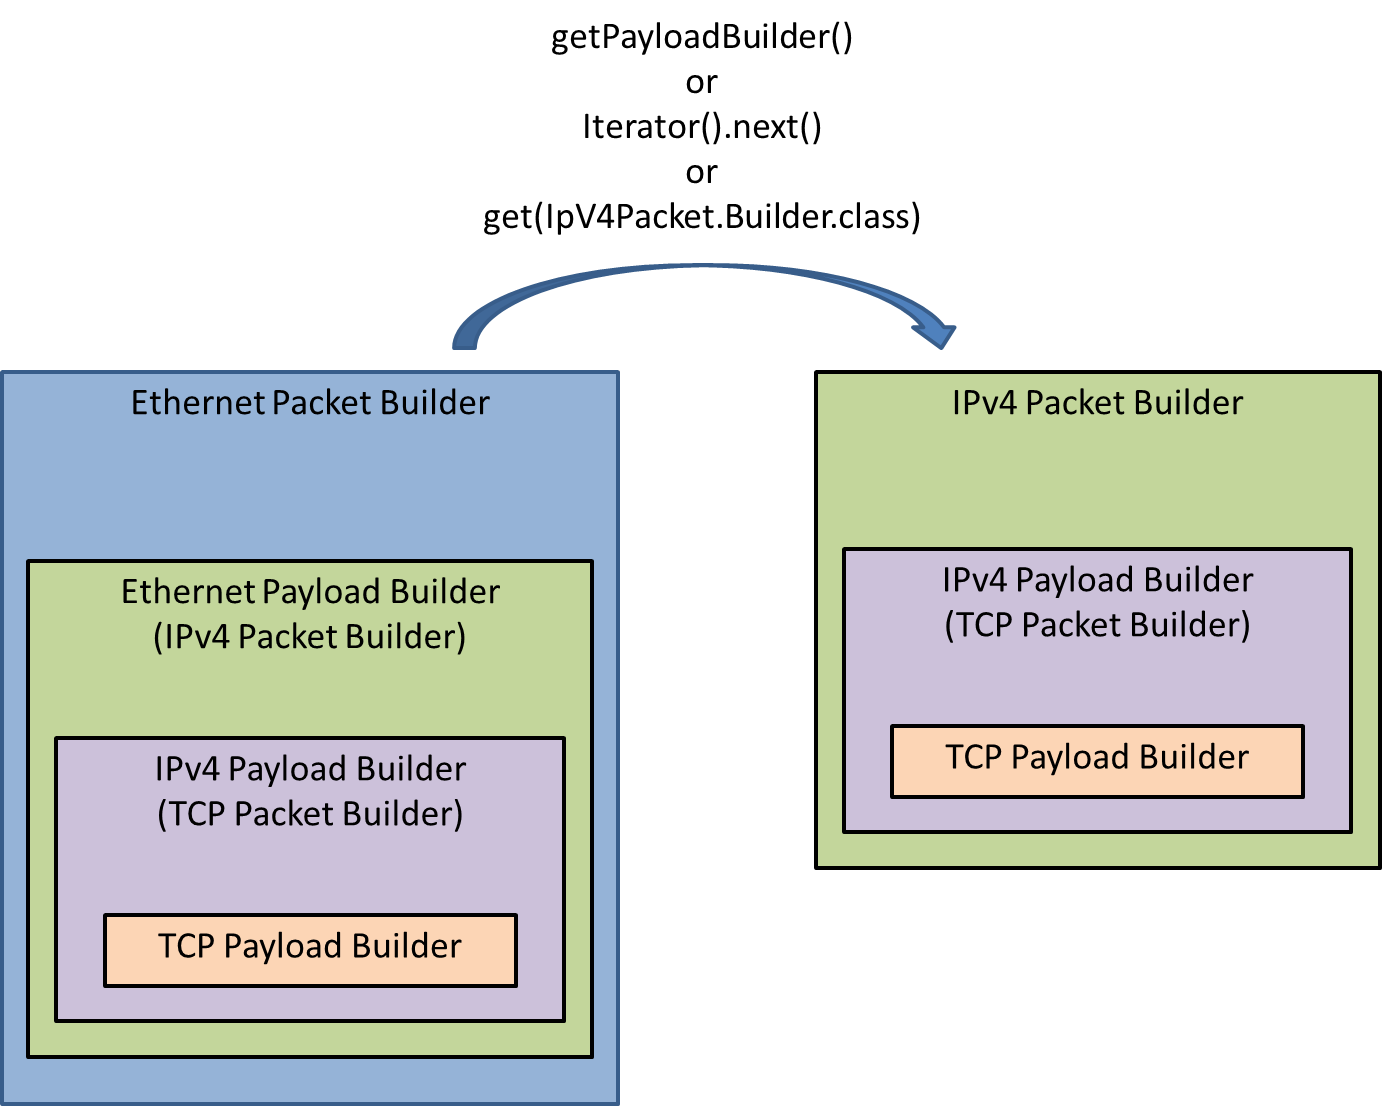 getPayloadBuilder()
or
Iterator().next()
or
get(IpV4Packet.Builder.class)
Ethernet Packet Builder
Ethernet Payload Builder
(IPv4 Packet Builder)
IPv4 Payload Builder
(TCP Packet Builder)
TCP Payload Builder
IPv4 Packet Builder
IPv4 Payload Builder
(TCP Packet Builder)
TCP Payload Builder